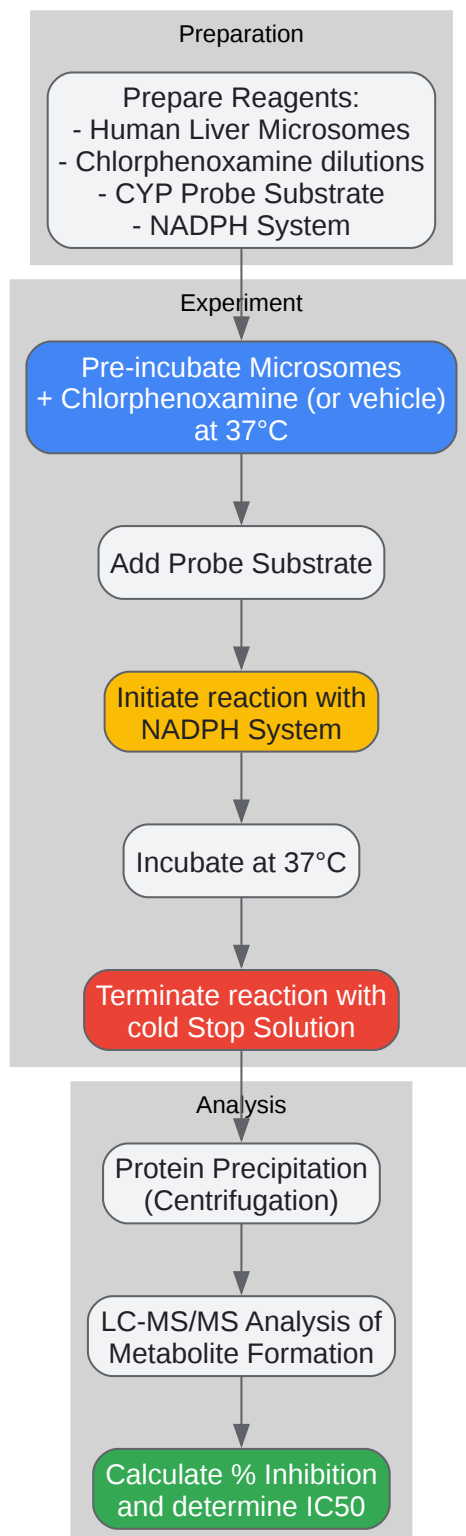 Preparation
Prepare Reagents:
- Human Liver Microsomes
- Chlorphenoxamine dilutions
- CYP Probe Substrate
- NADPH System
Experiment
Pre-incubate Microsomes
+ Chlorphenoxamine (or vehicle)
at 37°C
Add Probe Substrate
Initiate reaction with
NADPH System
Incubate at 37°C
Terminate reaction with
cold Stop Solution
Analysis
Protein Precipitation
(Centrifugation)
LC-MS/MS Analysis of
Metabolite Formation
Calculate % Inhibition
and determine IC50